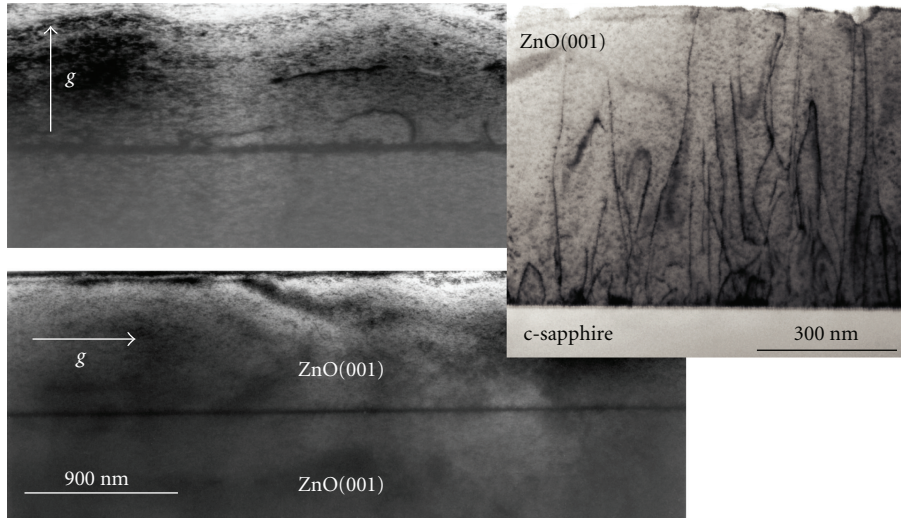 g
ZnO(001)
c-sapphire
300 nm
g
ZnO(001)
900 nm
ZnO(001)